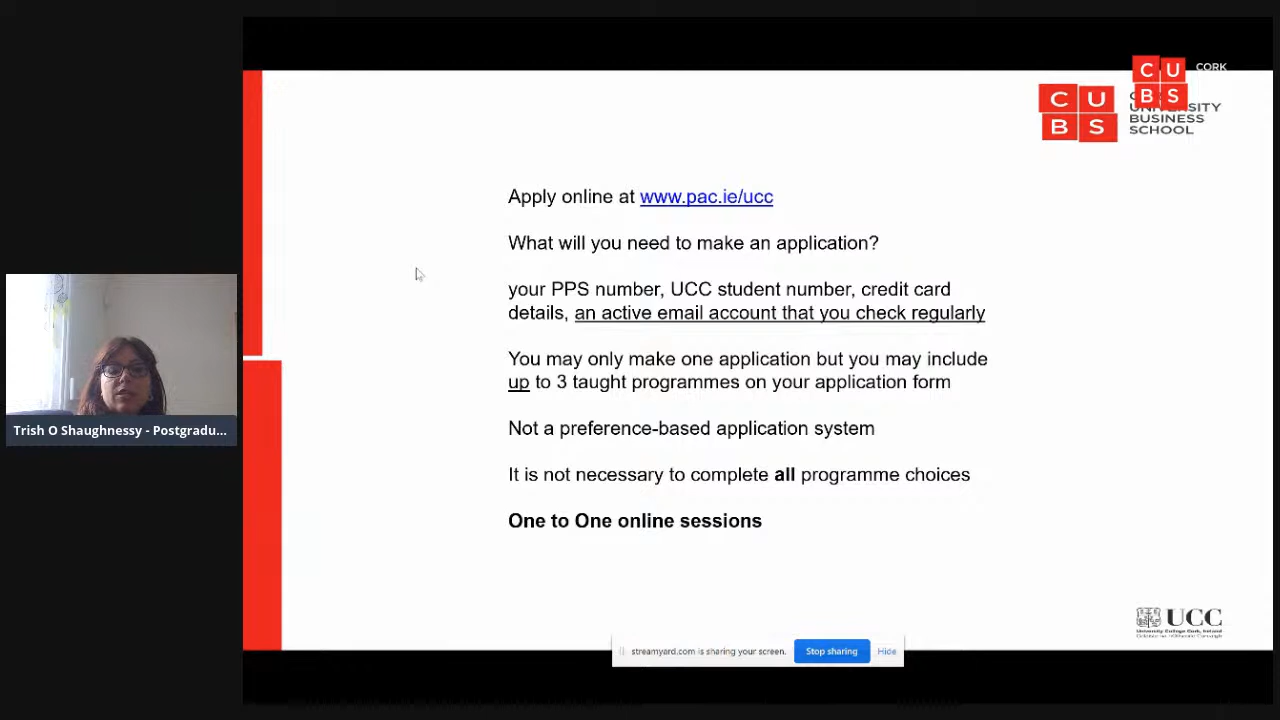 C U
B S
CORK
C U
B S
UNIVERSITY
BUSINESS
SCHOOL
Apply online at www.pac.ie/ucc
What will you need to make an application?
your PPS number, UCC student number, credit card
details, an active email account that you check regularly
You may only make one application but you may include
up to 3 taught programmes on your application form
Not a preference-based application system
It is not necessary to complete all programme choices
One to One online sessions
Trish O Shaughnessy - Postgradu...
UCC
University College Cork, Ireland
streamyard.com is sharing your screen.
Stop sharing
Hide